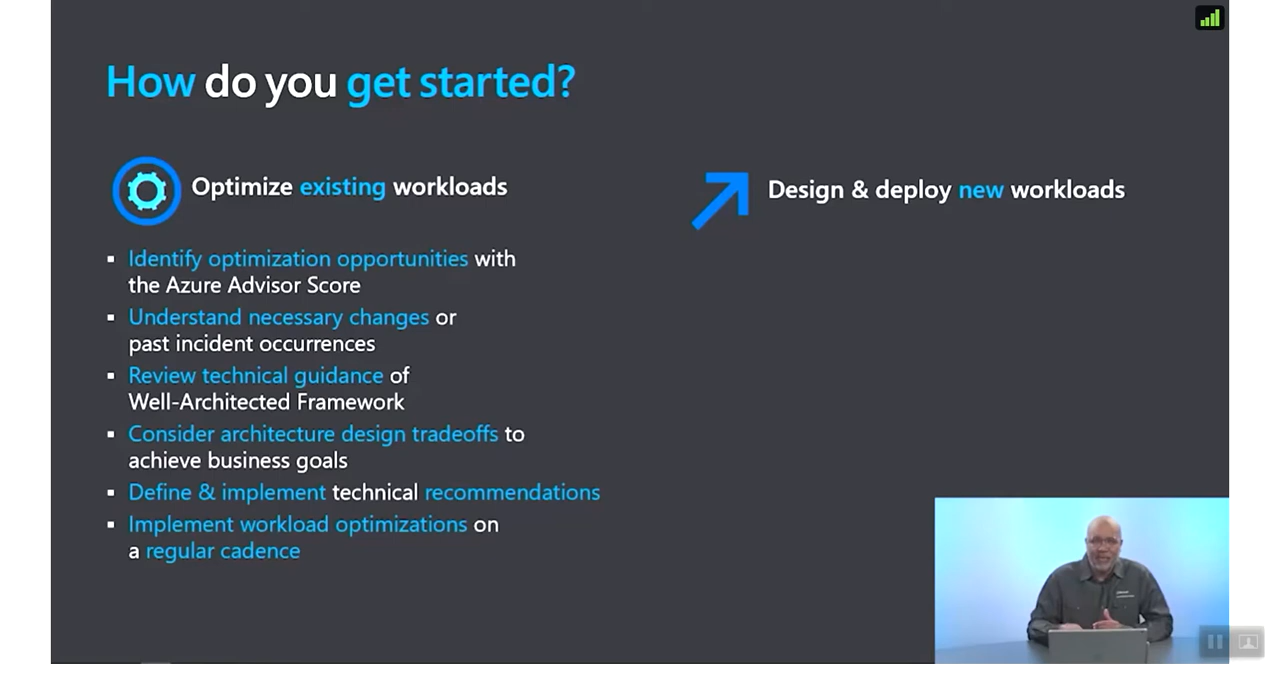 How do you get started?
Optimize existing workloads
Identify optimization opportunities with
the Azure Advisor Score
Understand necessary changes or
past incident occurrences
Review technical guidance of
Well-Architected Framework
Consider architecture design tradeoffs to
achieve business goals
Define & implement technical recommendations
Implement workload optimizations on
a regular cadence
Design & deploy new workloads